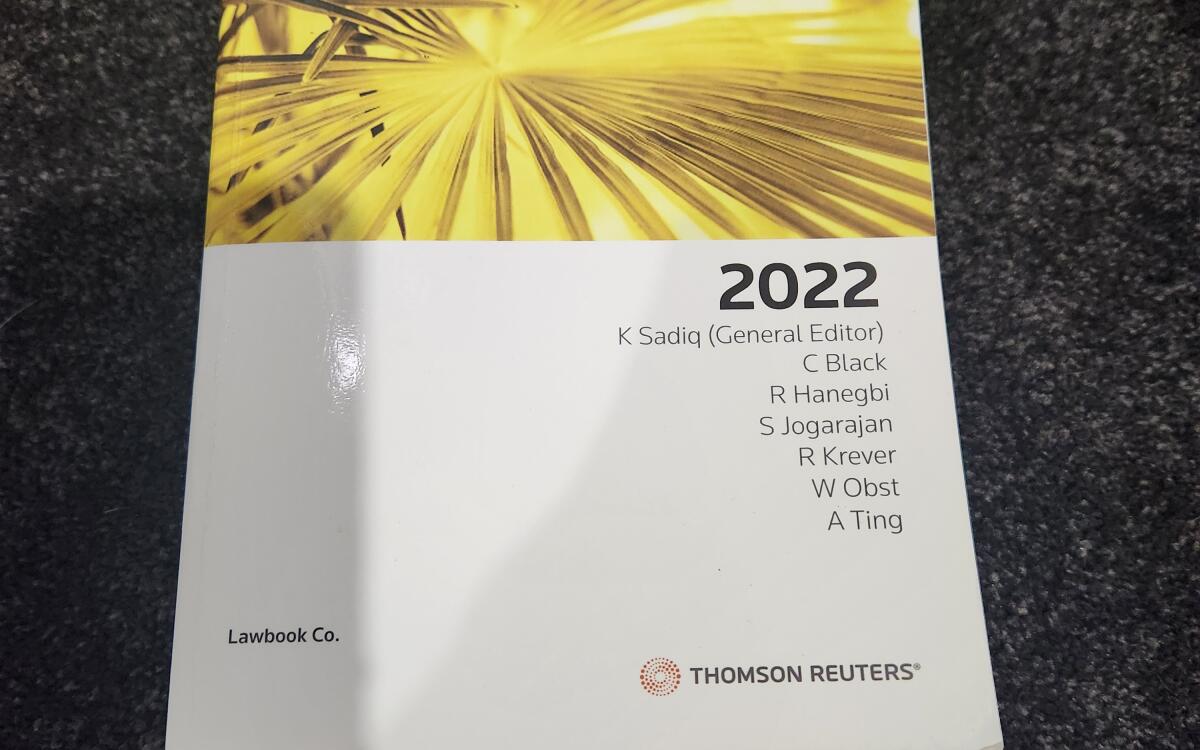 2022
K Sadiq (General Editor)
C Black
R Hanegbi
S Jogarajan
R Krever
W Obst
A Ting
Lawbook Co.
THOMSON REUTERS®